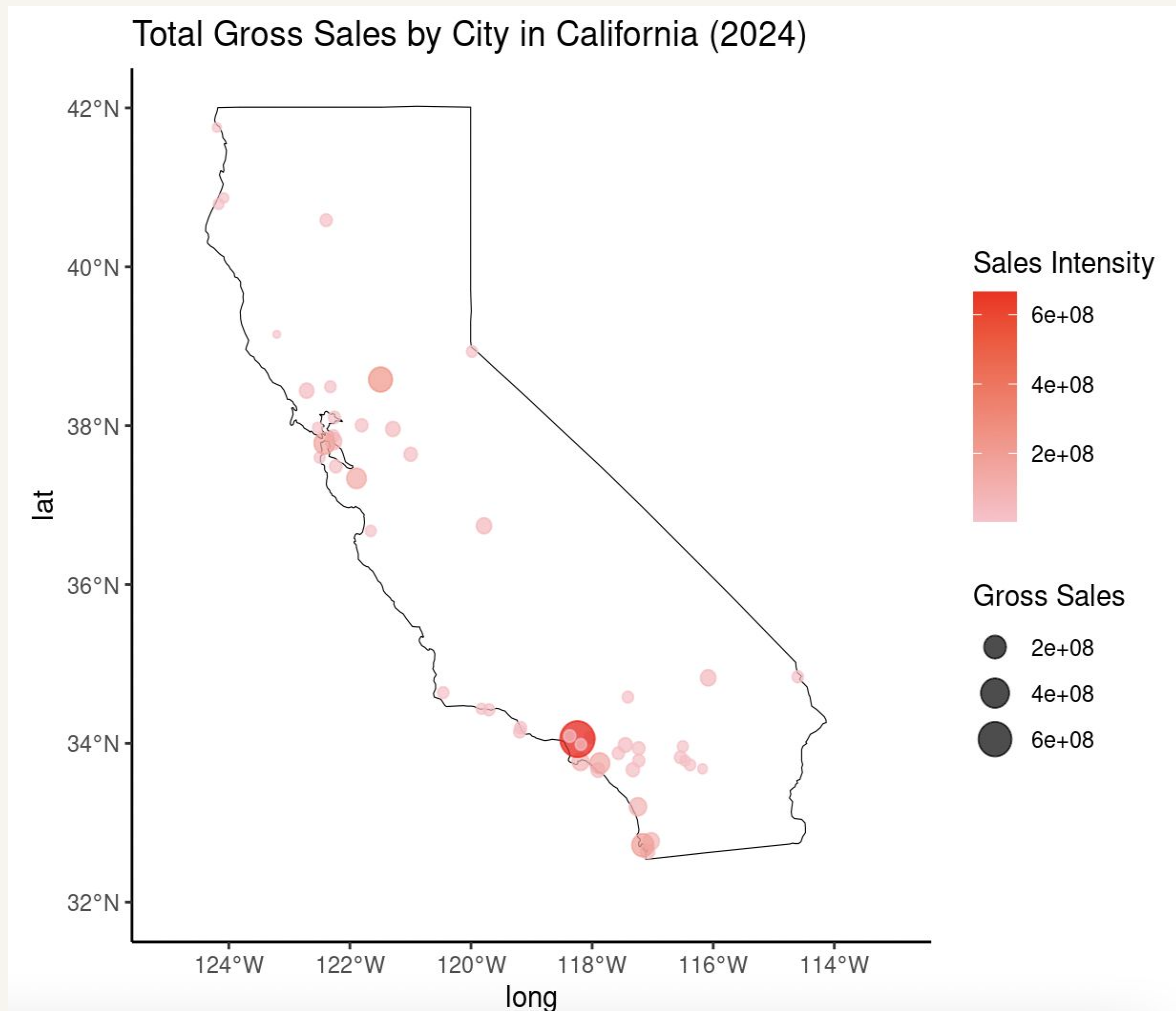 Total Gross Sales by City in California (2024)
42°N
40°N
38°N
36°N
34°N
32°N
lat
124°W 122°W 120°W 118°W 116°W 114°W
long
Sales Intensity
6e+08
4e+08
2e+08
Gross Sales
2e+08
4e+08
6e+08